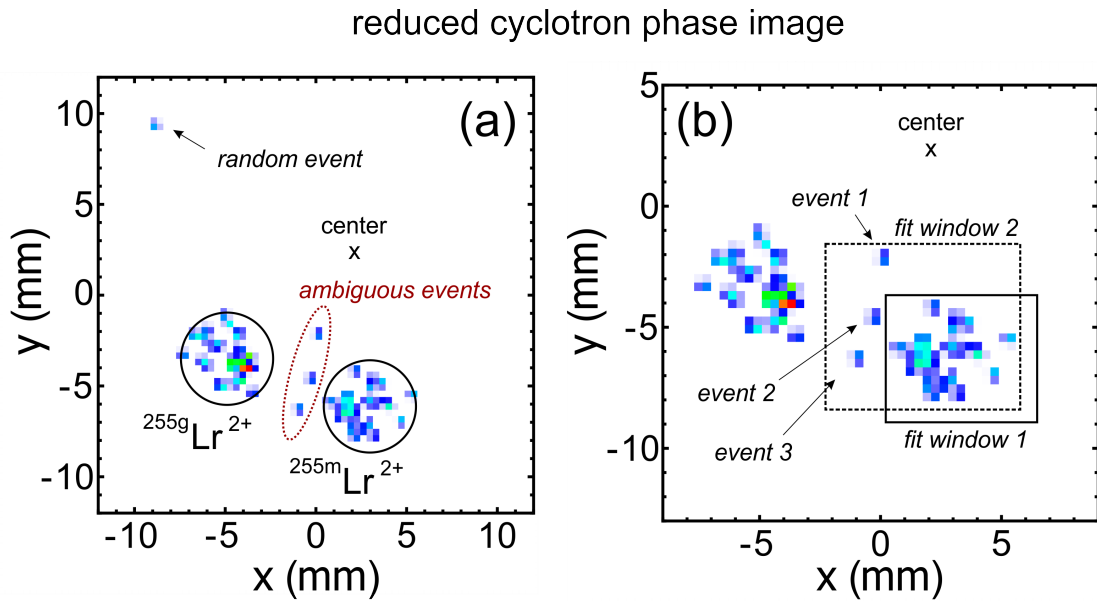 reduced cyclotron phase image
(a)
10
5
0
-5
-10
y (mm)
random event
center
x
ambiguous events
255gLr2+
255mLr2+
-10 -5 0 5 10
x (mm)
(b)
5
0
-5
-10
y (mm)
center
x
event 1
fit window 2
event 2
event 3
fit window 1
-5 0 5
x (mm)